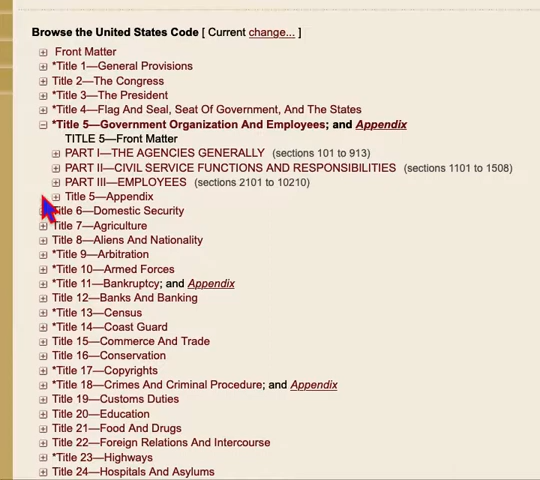 Browse the United States Code [ Current change... ]
Front Matter
*Title 1—General Provisions
Title 2—The Congress
*Title 3—The President
*Title 4—Flag And Seal, Seat Of Government, And The States
*Title 5—Government Organization And Employees; and Appendix
TITLE 5—Front Matter
PART I—THE AGENCIES GENERALLY (sections 101 to 913)
PART II—CIVIL SERVICE FUNCTIONS AND RESPONSIBILITIES (sections 1101 to 1508)
PART III—EMPLOYEES (sections 2101 to 10210)
Title 5—Appendix
Title 6—Domestic Security
Title 7—Agriculture
Title 8—Aliens And Nationality
*Title 9—Arbitration
*Title 10—Armed Forces
*Title 11—Bankruptcy; and Appendix
Title 12—Banks And Banking
*Title 13—Census
*Title 14—Coast Guard
Title 15—Commerce And Trade
Title 16—Conservation
*Title 17—Copyrights
*Title 18—Crimes And Criminal Procedure; and Appendix
Title 19—Customs Duties
Title 20—Education
Title 21—Food And Drugs
Title 22—Foreign Relations And Intercourse
*Title 23—Highways
Title 24—Hospitals And Asylums